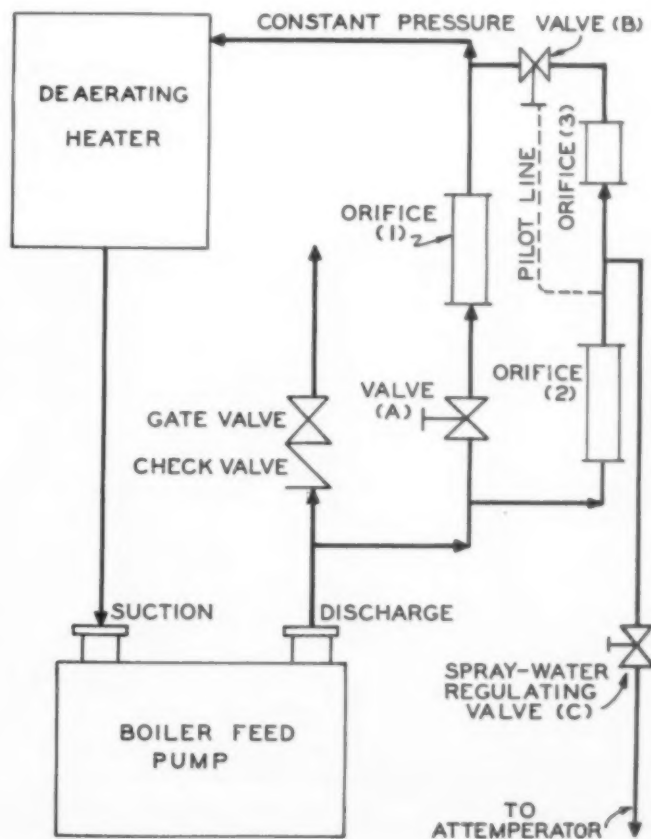 CONSTANT PRESSURE VALVE (B)
DEAERATING
HEATER
ORIFICE
(1)
PILOT LINE
ORIFICE (3)
VALVE
(A)
ORIFICE
(2)
GATE VALVE
CHECK VALVE
SUCTION
DISCHARGE
SPRAY-WATER
REGULATING
VALVE (C)
BOILER FEED
PUMP
TO
ATTEMPERATOR